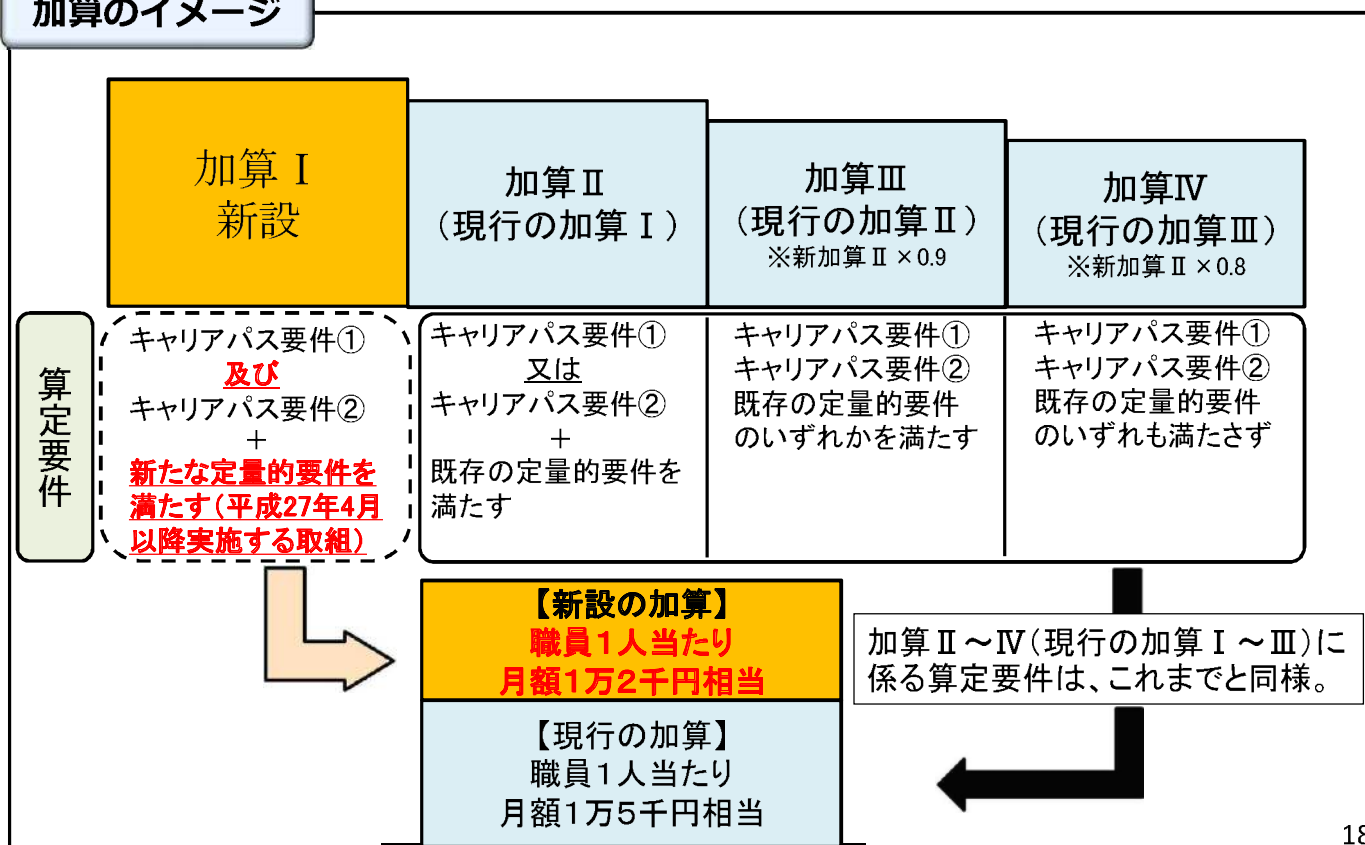 加算のイメージ
加算Ⅰ
新設
加算Ⅱ
（現行の加算Ⅰ）
加算Ⅲ
（現行の加算Ⅱ）
※新加算Ⅱ×0.9
加算Ⅳ
（現行の加算Ⅲ）
※新加算Ⅱ×0.8
算定要件
キャリアパス要件①
及び
キャリアパス要件②
＋
新たな定量的要件を
満たす（平成27年4月
以降実施する取組）
キャリアパス要件①
又は
キャリアパス要件②
＋
既存の定量的要件を
満たす
キャリアパス要件①
キャリアパス要件②
既存の定量的要件
のいずれかを満たす
キャリアパス要件①
キャリアパス要件②
既存の定量的要件
のいずれも満たさず
【新設の加算】
職員１人当たり
月額1万2千円相当
【現行の加算】
職員１人当たり
月額1万5千円相当
加算Ⅱ～Ⅳ（現行の加算Ⅰ～Ⅲ）に
係る算定要件は、これまでと同様。
18